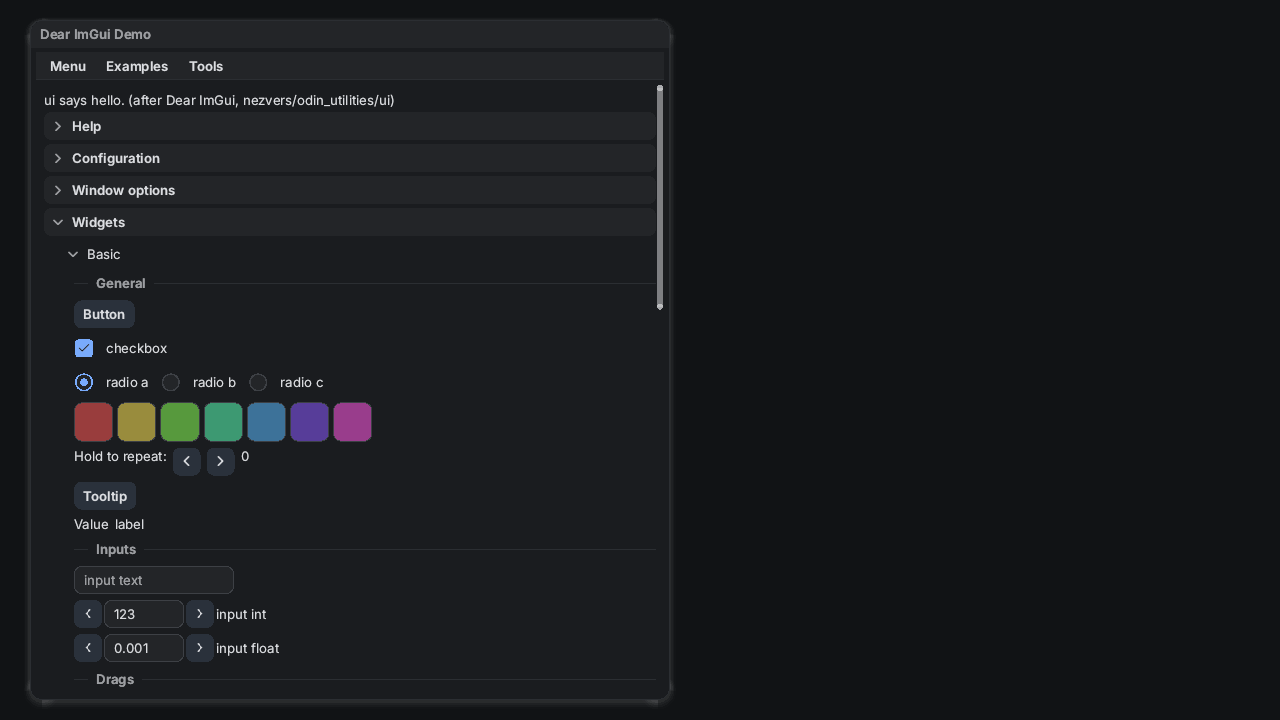 Dear ImGui Demo
Menu Examples Tools
ui says hello. (after Dear ImGui, nezvers/odin_utilities/ui)
Help
Configuration
Window options
Widgets
Basic
General
Button
checkbox
radio a radio b radio c
Hold to repeat: 0
Tooltip
Value label
Inputs
input text
123 input int
0.001 input float
Drags